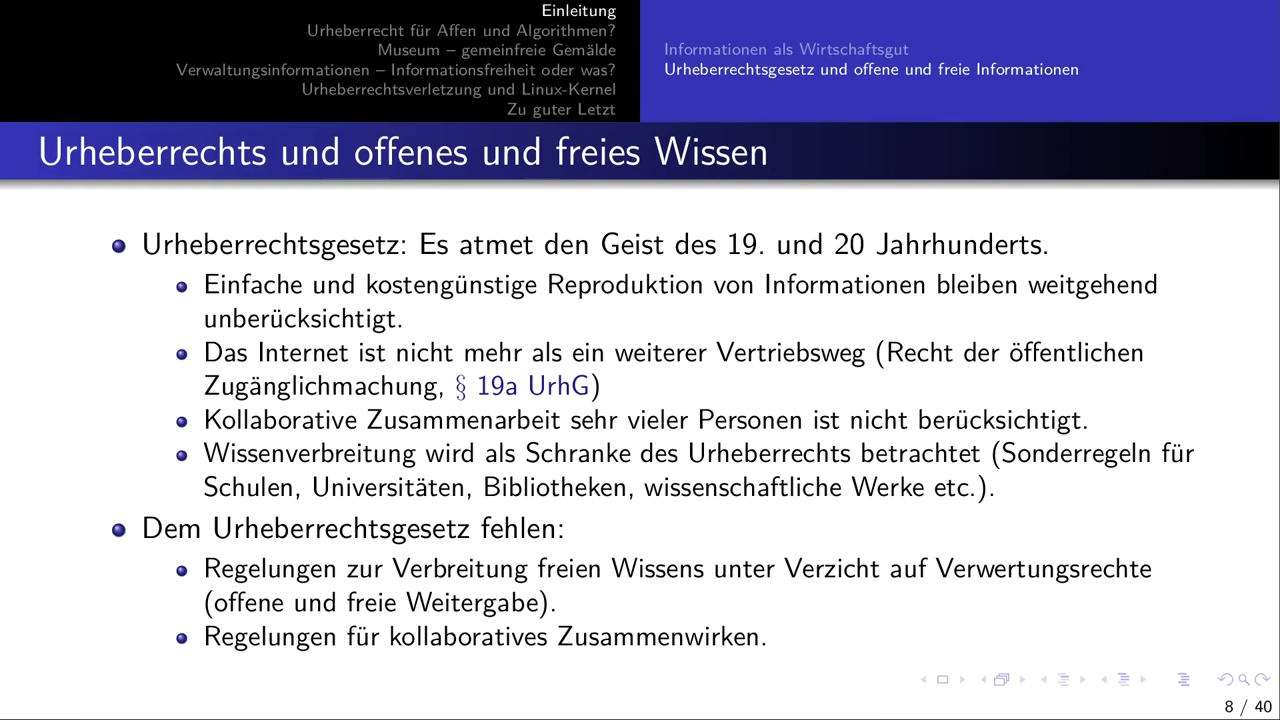 Einleitung
Urheberrecht für Affen und Algorithmen?
Museum – gemeinfreie Gemälde
Verwaltungsinformationen – Informationsfreiheit oder was?
Urheberrechtsverletzung und Linux-Kernel
Zu guter Letzt
Informationen als Wirtschaftsgut
Urheberrechtsgesetz und offene und freie Informationen
Urheberrechts und offenes und freies Wissen
Urheberrechtsgesetz: Es atmet den Geist des 19. und 20 Jahrhunderts.
Einfache und kostengünstige Reproduktion von Informationen bleiben weitgehend
unberücksichtigt.
Das Internet ist nicht mehr als ein weiterer Vertriebsweg (Recht der öffentlichen
Zugänglichmachung, § 19a UrhG)
Kollaborative Zusammenarbeit sehr vieler Personen ist nicht berücksichtigt.
Wissenverbreitung wird als Schranke des Urheberrechts betrachtet (Sonderregeln für
Schulen, Universitäten, Bibliotheken, wissenschaftliche Werke etc.).
Dem Urheberrechtsgesetz fehlen:
Regelungen zur Verbreitung freien Wissens unter Verzicht auf Verwertungsrechte
(offene und freie Weitergabe).
Regelungen für kollaboratives Zusammenwirken.
8 / 40